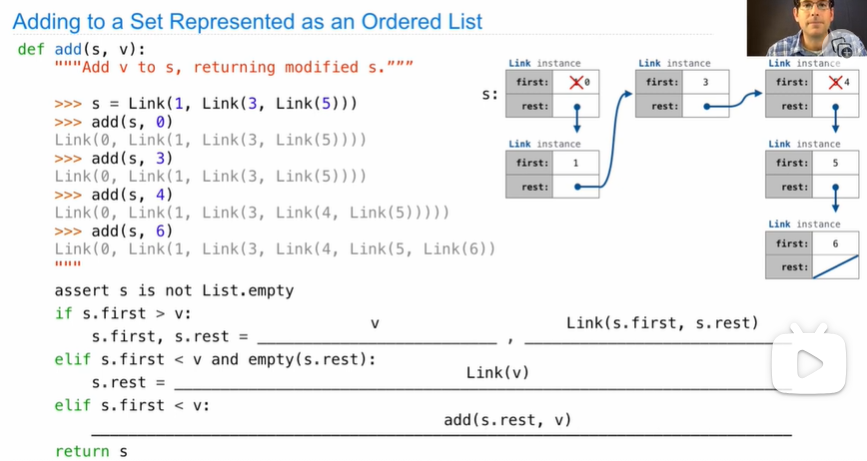 Adding to a Set Represented as an Ordered List
def add(s, v):
"""Add v to s, returning modified s."""
>>> s = Link(1, Link(3, Link(5)))
>>> add(s, 0)
Link(0, Link(1, Link(3, Link(5))))
>>> add(s, 3)
Link(0, Link(1, Link(3, Link(5))))
>>> add(s, 4)
Link(0, Link(1, Link(3, Link(4, Link(5)))))
>>> add(s, 6)
Link(0, Link(1, Link(3, Link(4, Link(5, Link(6))
"""
assert s is not List.empty
if s.first > v:
s.first, s.rest = v , Link(s.first, s.rest)
elif s.first < v and empty(s.rest):
s.rest = Link(v)
elif s.first < v:
add(s.rest, v)
return s
s:
Link instance
first: 0
rest:
Link instance
first: 1
rest:
Link instance
first: 3
rest:
Link instance
first: 4
rest:
Link instance
first: 5
rest:
Link instance
first: 6
rest: